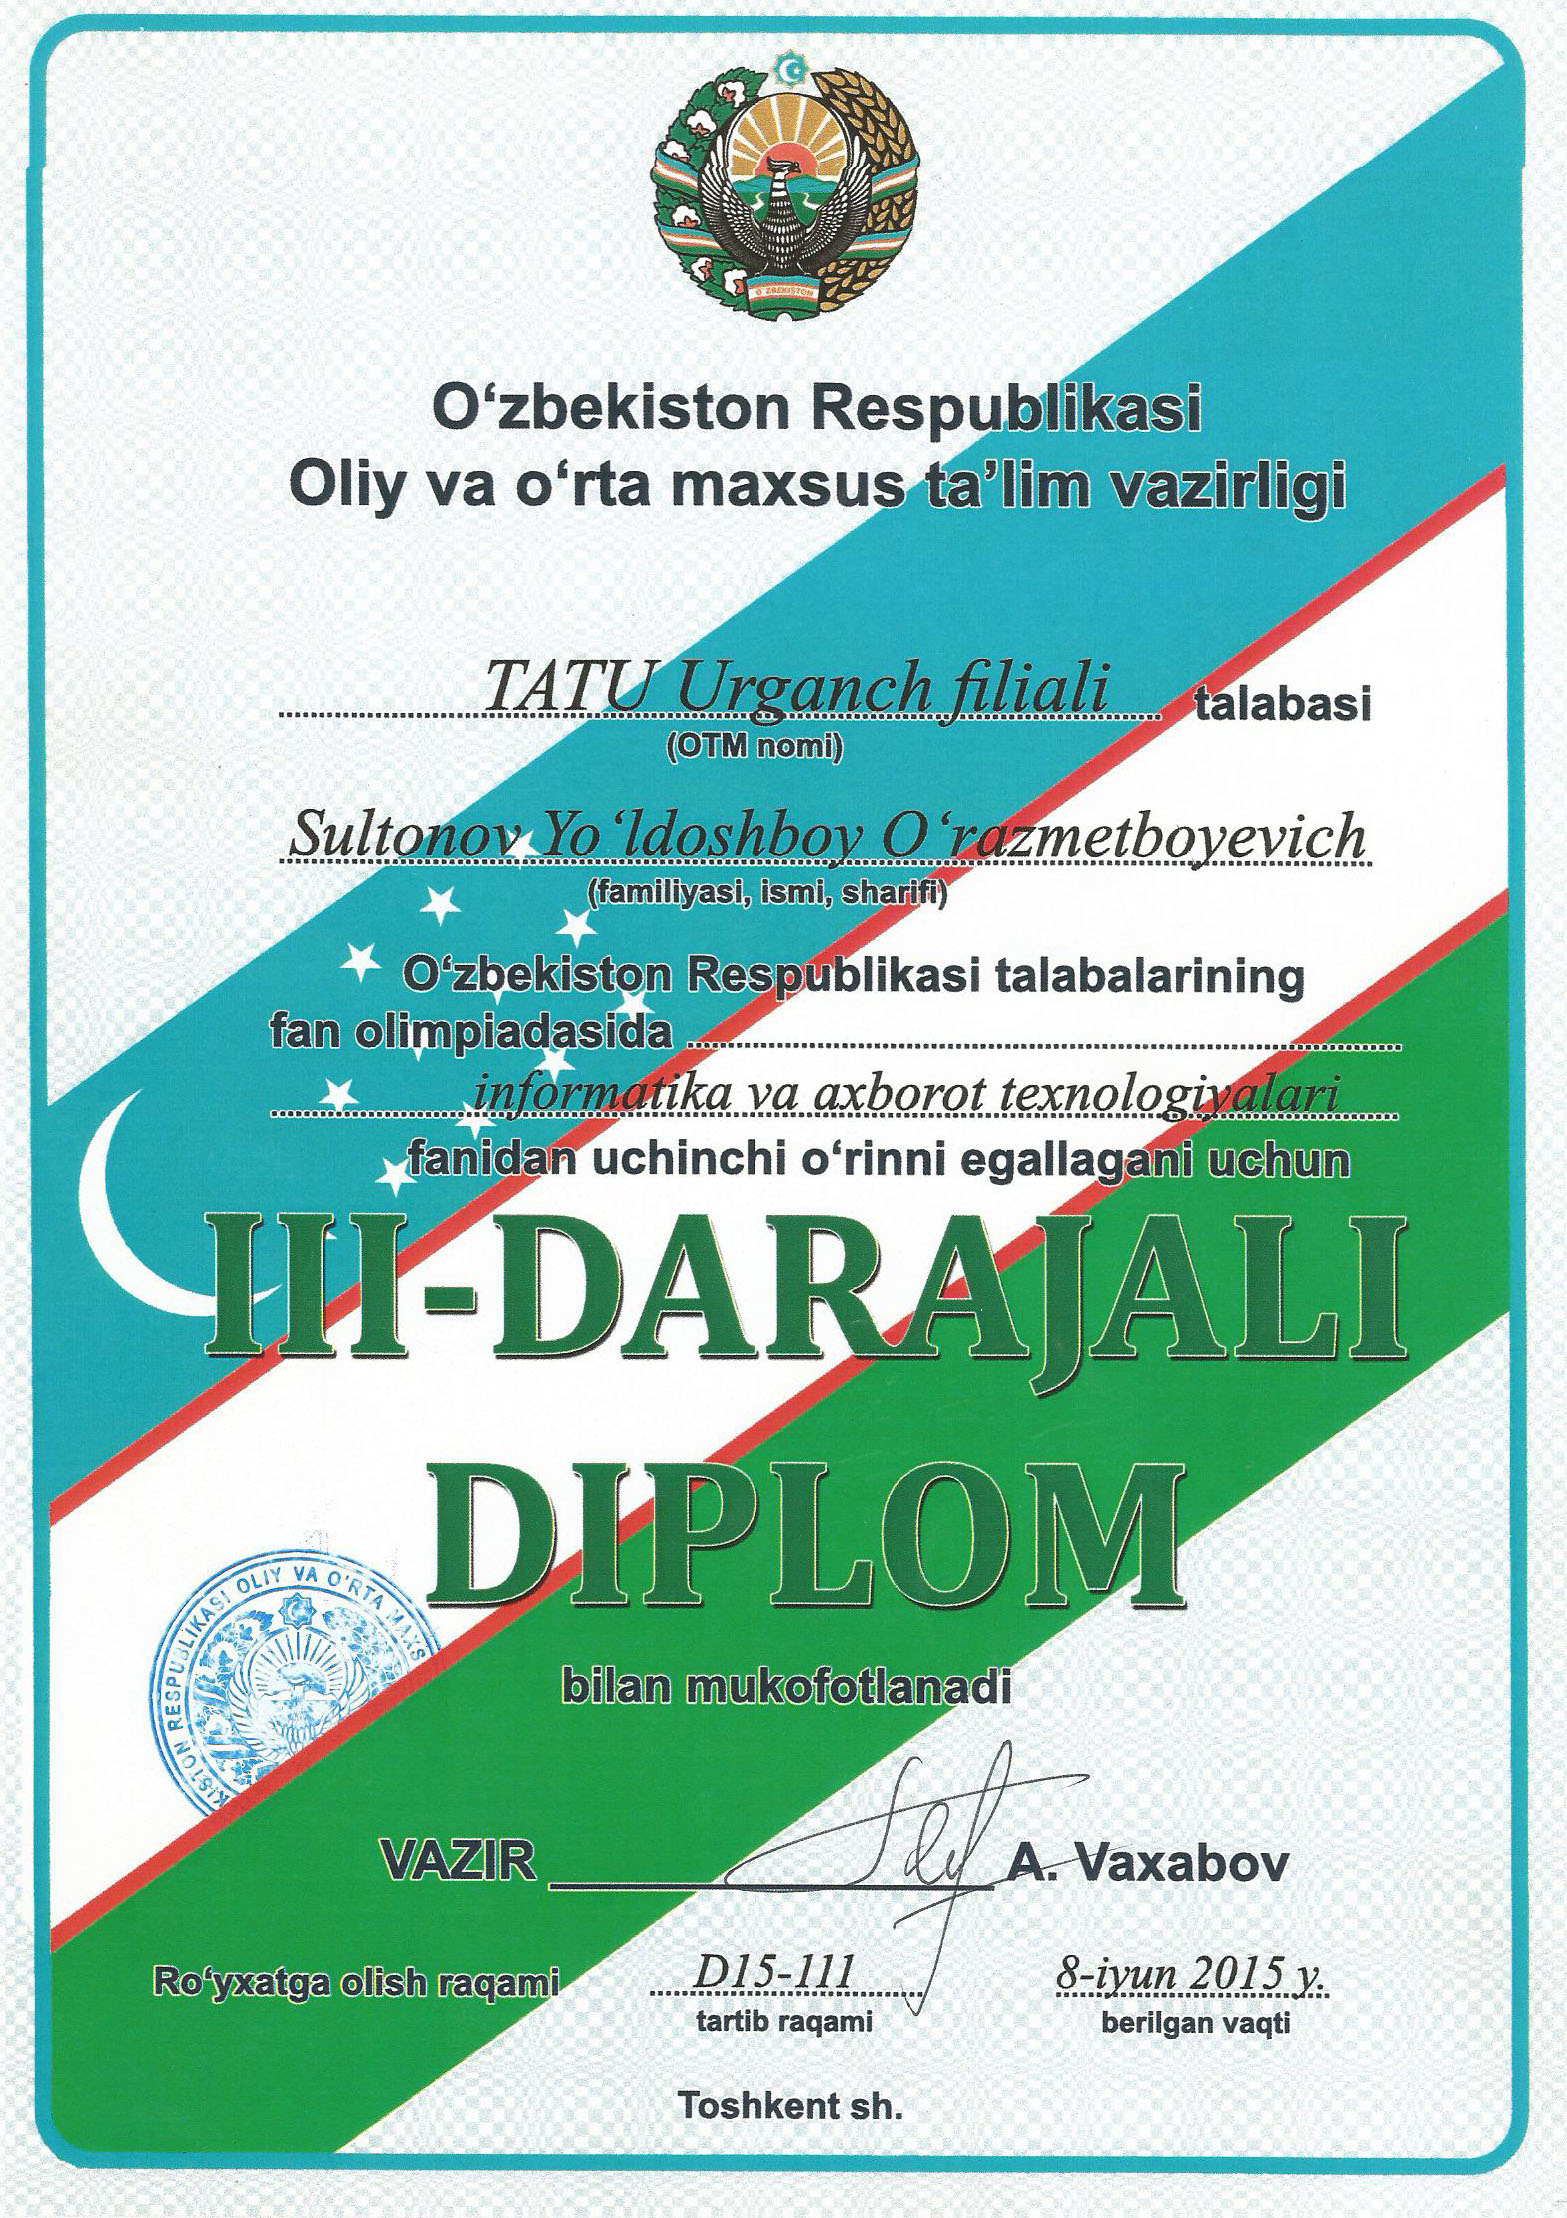 O‘ZBEKISTON
O‘zbekiston Respublikasi
Oliy va o‘rta maxsus ta’lim vazirligi
TATU Urganch filiali talabasi
(OTM nomi)
Sultonov Yo‘ldoshboy O‘razmetboyevich
(familiyasi, ismi, sharifi)
O‘zbekiston Respublikasi talabalarining
fan olimpiadasida
informatika va axborot texnologiyalari
fanidan uchinchi o‘rinni egallagani uchun
III-DARAJALI
DIPLOM
KISTON RESPUBLIKASI OLIY VA O‘RTA MAXS
bilan mukofotlanadi
VAZIR A. Vaxabov
Ro‘yxatga olish raqami D15-111 8-iyun 2015 y.
tartib raqami berilgan vaqti
Toshkent sh.